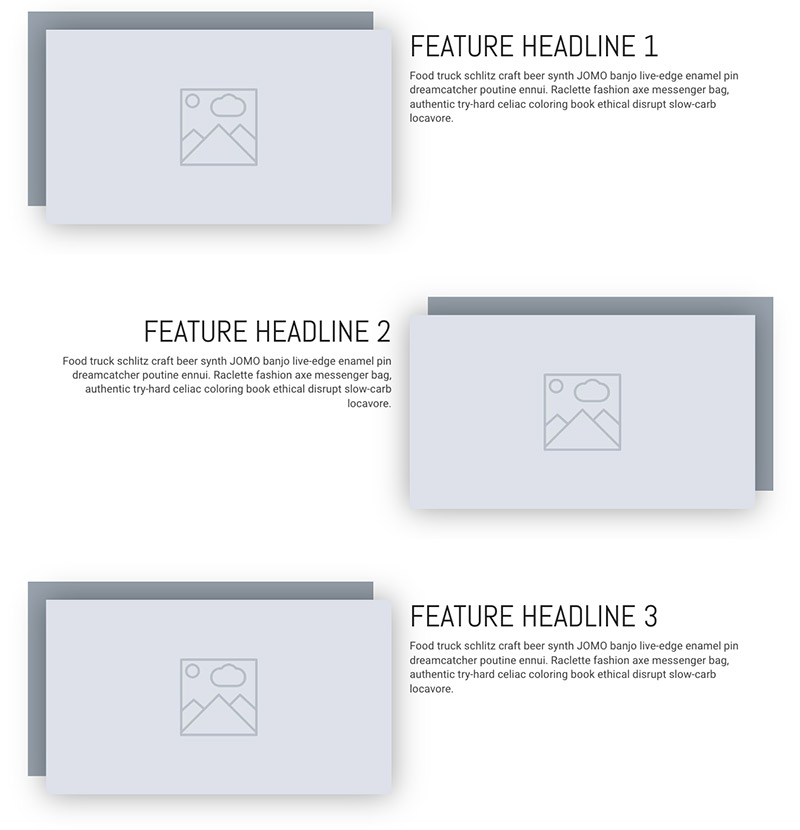 FEATURE HEADLINE 1
Food truck schlitz craft beer synth JOMO banjo live-edge enamel pin
dreamcatcher poutine ennui. Raclette fashion axe messenger bag,
authentic try-hard celiac coloring book ethical disrupt slow-carb
locavore.
FEATURE HEADLINE 2
Food truck schlitz craft beer synth JOMO banjo live-edge enamel pin
dreamcatcher poutine ennui. Raclette fashion axe messenger bag,
authentic try-hard celiac coloring book ethical disrupt slow-carb
locavore.
FEATURE HEADLINE 3
Food truck schlitz craft beer synth JOMO banjo live-edge enamel pin
dreamcatcher poutine ennui. Raclette fashion axe messenger bag,
authentic try-hard celiac coloring book ethical disrupt slow-carb
locavore.